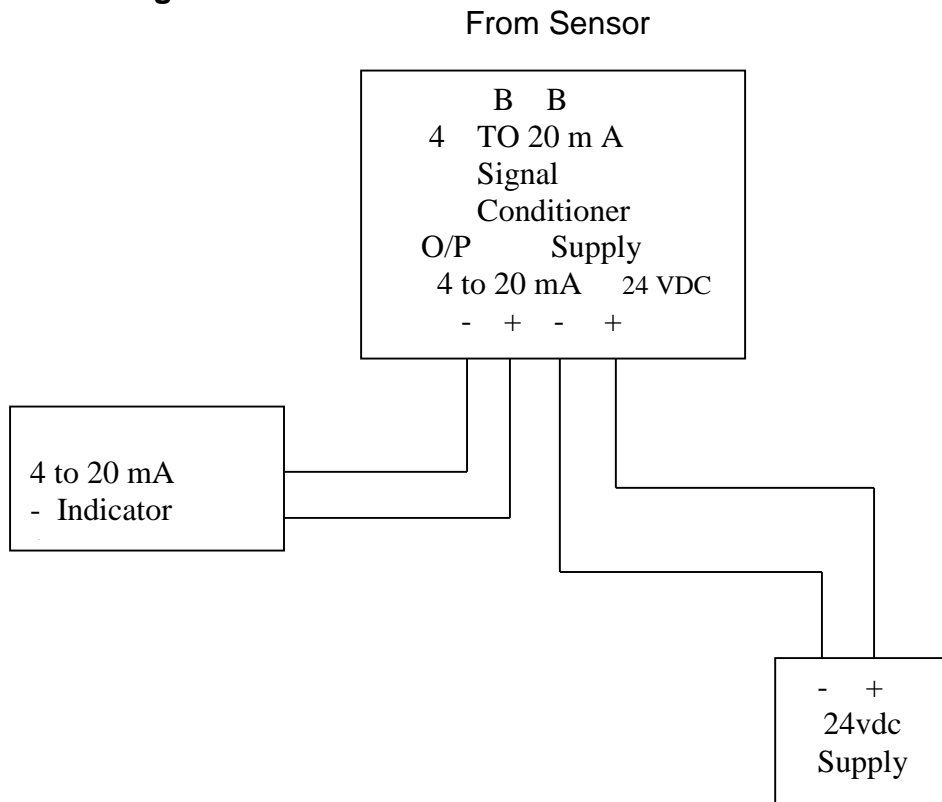 From Sensor
B B
4 TO 20 m A
Signal
Conditioner
O/P Supply
4 to 20 mA 24 VDC
- + - +
4 to 20 mA
- Indicator
- +
24vdc
Supply